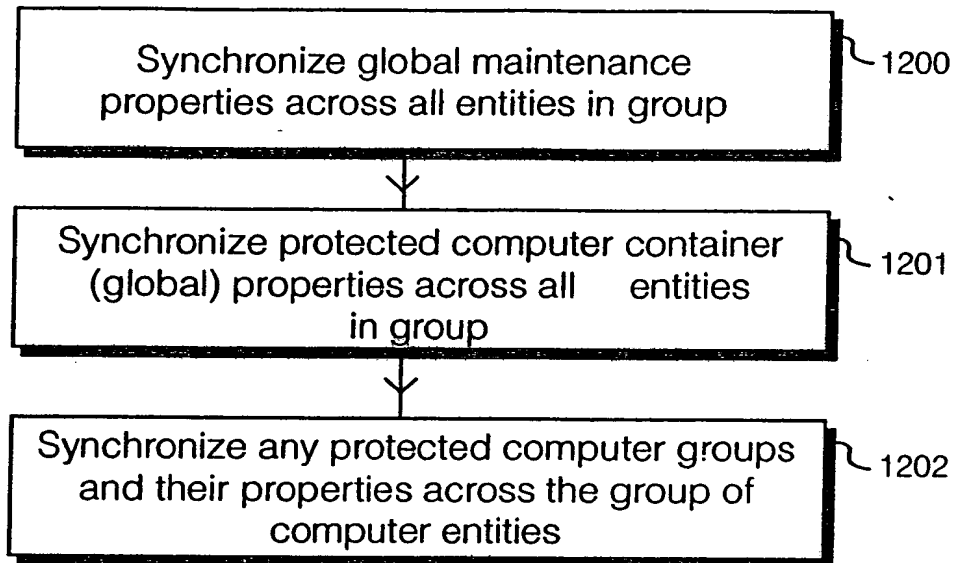 Synchronize global maintenance
properties across all entities in group
1200
Synchronize protected computer container
(global) properties across all entities
in group
1201
Synchronize any protected computer groups
and their properties across the group of
computer entities
1202